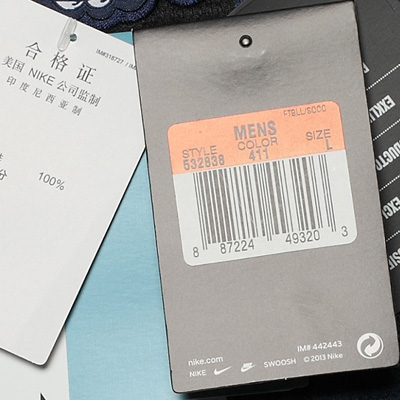 IM#318727 / IM#
合格证
美国 NIKE 公司监制
印度尼西亚制
分 100%
FTBLL/SOCC
MENS
STYLE COLOR SIZE
532838 411 L
8 87224 49320 3
nike.com
NIKE SWOOSH
IM# 442443
© 2013 Nike